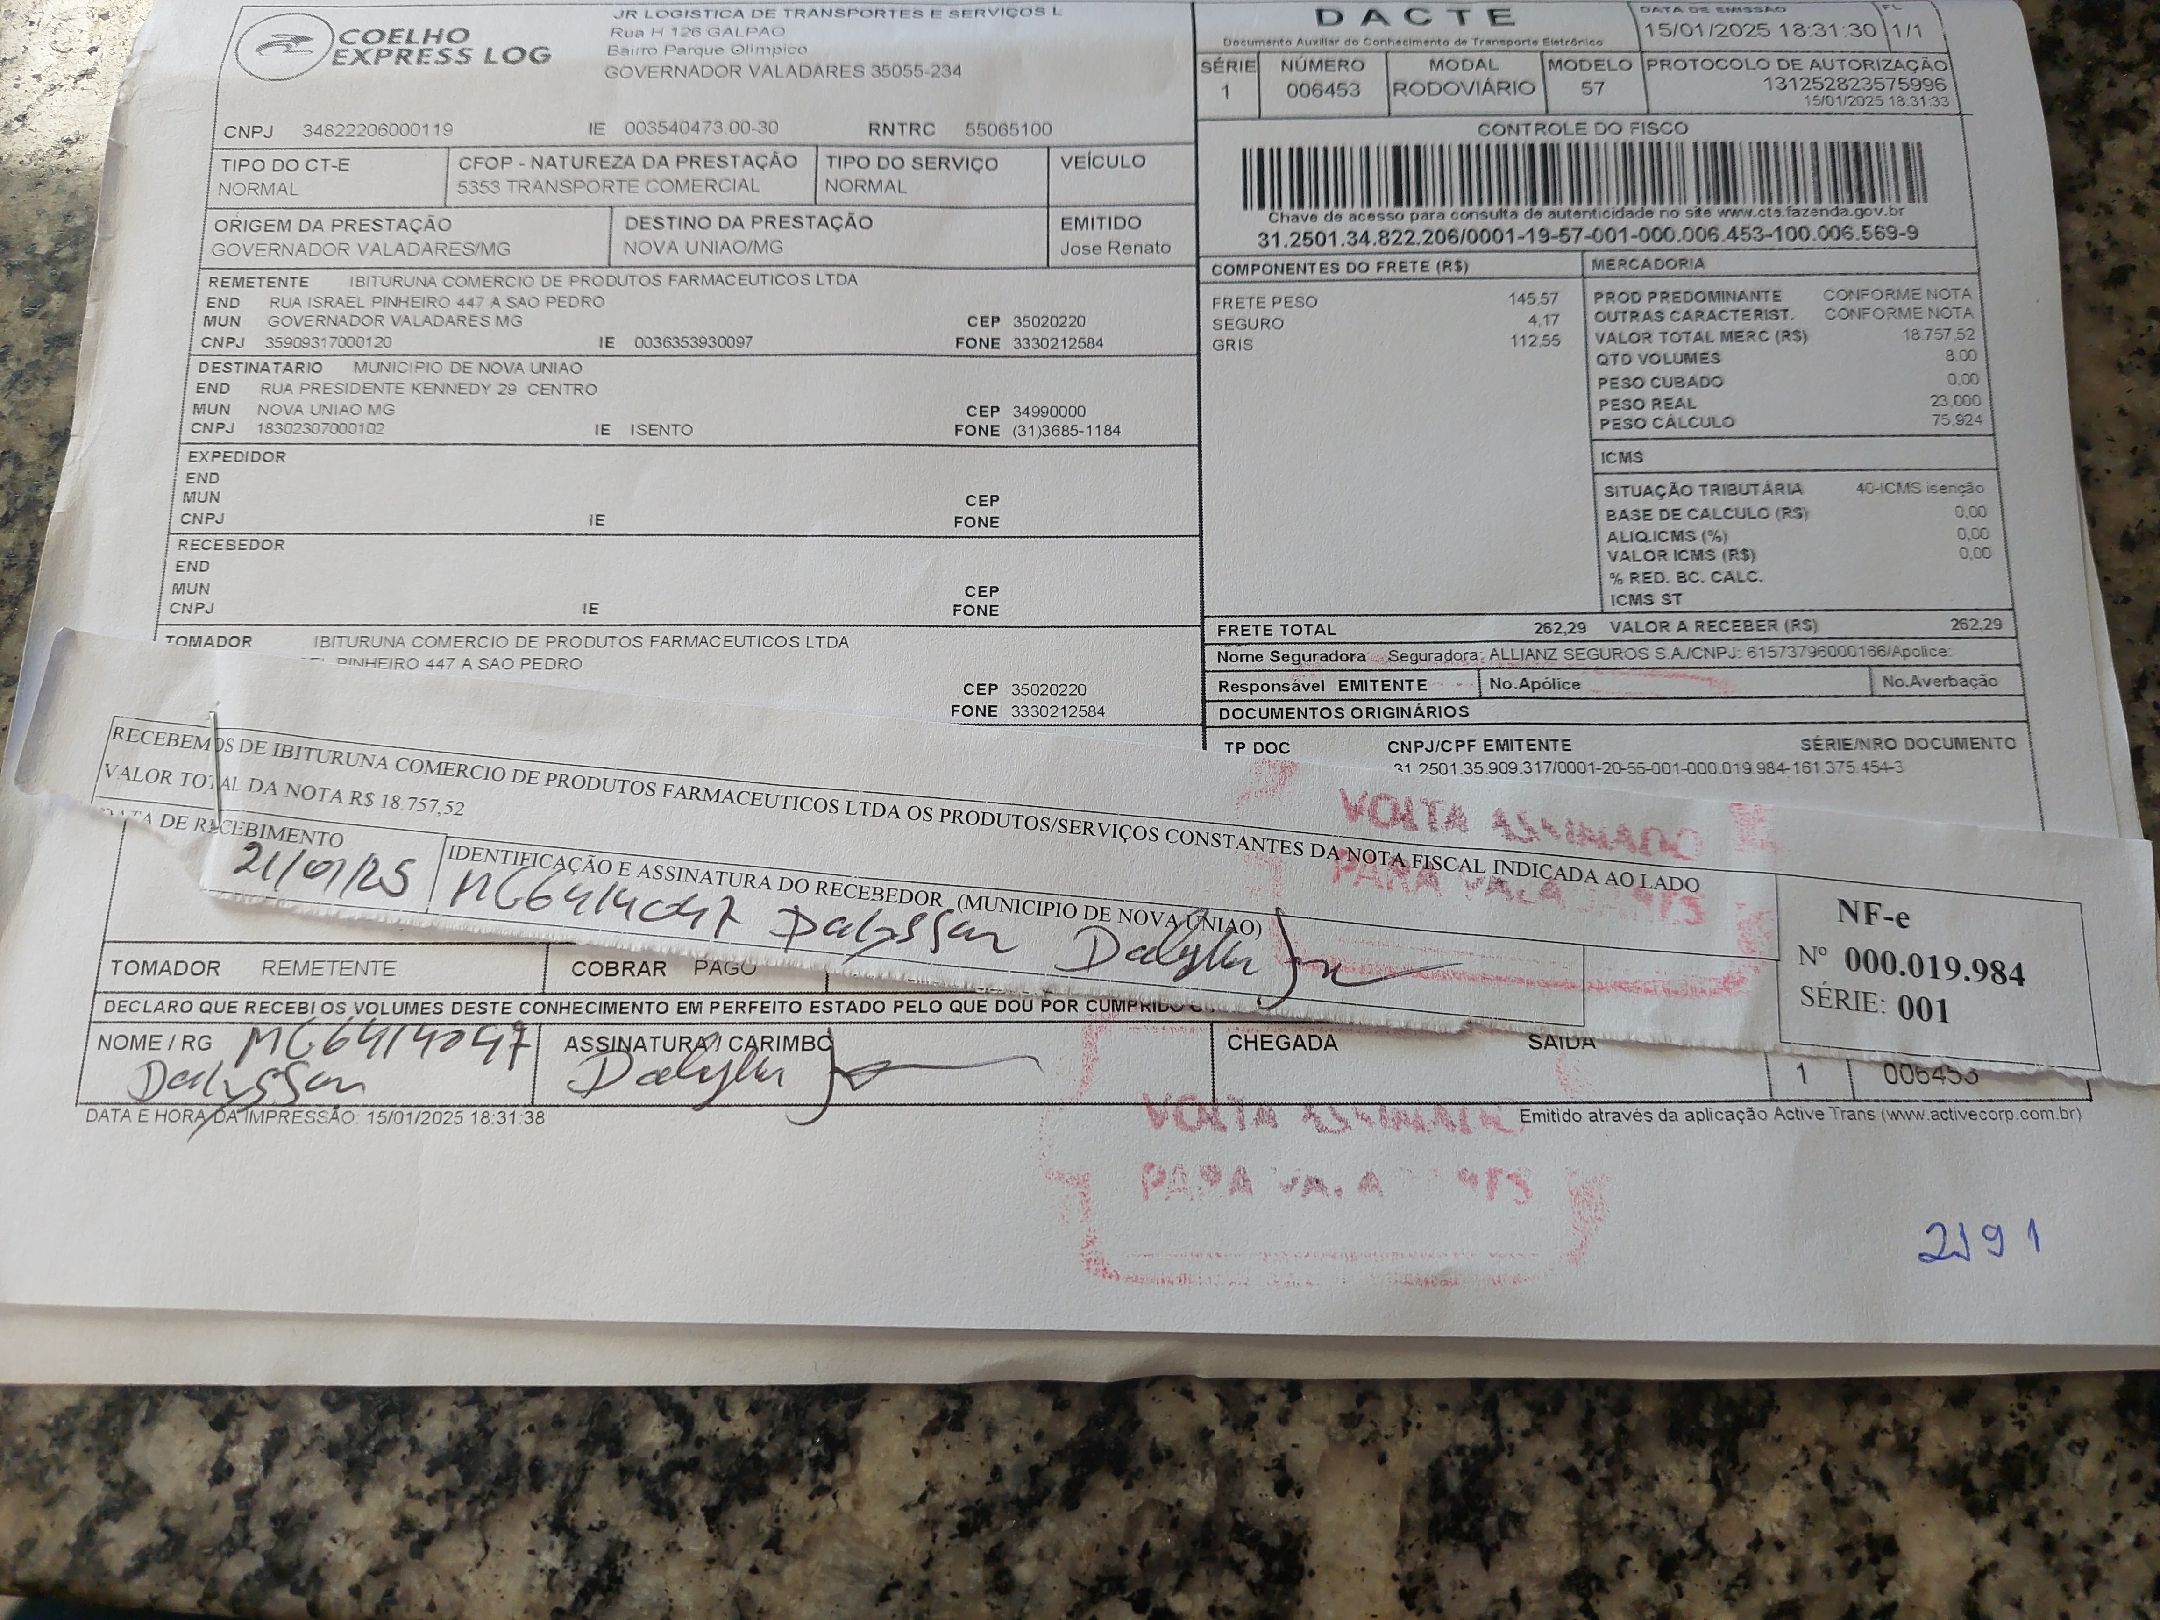 COELHO
EXPRESS LOG
JR LOGISTICA DE TRANSPORTES E SERVIÇOS L
Rua H 126 GALPAO
Bairro Parque Olimpico
GOVERNADOR VALADARES 35055-234
CNPJ 34822206000119 IE 003540473.00-30 RNTRC 55065100
DACTE
Documento Auxiliar do Conhecimento de Transporte Eletrônico
DATA DE EMISSÃO FL
15/01/2025 18:31:30 1/1
SÉRIE NÚMERO MODAL MODELO PROTOCOLO DE AUTORIZAÇÃO
1 006453 RODOVIÁRIO 57 131252823575996
15/01/2025 18.31:33
CONTROLE DO FISCO
Chave de acesso para consulta de autenticidade no site www.cte.fazenda.gov.br
31.2501.34.822.206/0001-19-57-001-000.006.453-100.006.569-9
TIPO DO CT-E CFOP - NATUREZA DA PRESTAÇÃO TIPO DO SERVIÇO VEÍCULO
NORMAL 5353 TRANSPORTE COMERCIAL NORMAL
ORIGEM DA PRESTAÇÃO DESTINO DA PRESTAÇÃO EMITIDO
GOVERNADOR VALADARES/MG NOVA UNIAO/MG Jose Renato
REMETENTE IBITURUNA COMERCIO DE PRODUTOS FARMACEUTICOS LTDA
END RUA ISRAEL PINHEIRO 447 A SAO PEDRO
MUN GOVERNADOR VALADARES MG CEP 35020220
CNPJ 35909317000120 IE 0036353930097 FONE 3330212584
DESTINATARIO MUNICIPIO DE NOVA UNIAO
END RUA PRESIDENTE KENNEDY 29 CENTRO
MUN NOVA UNIAO MG CEP 34990000
CNPJ 18302307000102 IE ISENTO FONE (31)3685-1184
EXPEDIDOR
END
MUN CEP
CNPJ IE FONE
RECEBEDOR
END
MUN CEP
CNPJ IE FONE
TOMADOR IBITURUNA COMERCIO DE PRODUTOS FARMACEUTICOS LTDA
PINHEIRO 447 A SAO PEDRO
CEP 35020220
FONE 3330212584
COMPONENTES DO FRETE (R$)
FRETE PESO 145,57
SEGURO 4,17
GRIS 112,55
MERCADORIA
PROD PREDOMINANTE CONFORME NOTA
OUTRAS CARACTERIST. CONFORME NOTA
VALOR TOTAL MERC (R$) 18.757,52
QTD VOLUMES 8,00
PESO CUBADO 0,00
PESO REAL 23,000
PESO CÁLCULO 75,924
ICMS
SITUAÇÃO TRIBUTÁRIA 40-ICMS isenção
BASE DE CALCULO (R$) 0,00
ALIQ.ICMS (%) 0,00
VALOR ICMS (R$) 0,00
% RED. BC. CALC.
ICMS ST
FRETE TOTAL 262,29 VALOR A RECEBER (R$) 262,29
Nome Seguradora Seguradora: ALLIANZ SEGUROS S.A/CNPJ: 61573796000166/Apolice:
Responsável EMITENTE No.Apólice No.Averbação
DOCUMENTOS ORIGINÁRIOS
TP DOC CNPJ/CPF EMITENTE SÉRIE/NRO DOCUMENTO
31.2501.35.909.317/0001-20-55-001-000.019.984-161.375.454-3
RECEBEMOS DE IBITURUNA COMERCIO DE PRODUTOS FARMACEUTICOS LTDA OS PRODUTOS/SERVIÇOS CONSTANTES DA NOTA FISCAL INDICADA AO LADO
VALOR TOTAL DA NOTA R$ 18.757,52
DATA DE RECEBIMENTO IDENTIFICAÇÃO E ASSINATURA DO RECEBEDOR (MUNICIPIO DE NOVA UNIAO)
21/01/25 MG6414047
NF-e
Nº 000.019.984
SÉRIE: 001
VOLTA ASSINADO
PARA
TOMADOR REMETENTE COBRAR PAGO
DECLARO QUE RECEBI OS VOLUMES DESTE CONHECIMENTO EM PERFEITO ESTADO PELO QUE DOU POR CUMPRIDO
NOME / RG MG6414047 ASSINATURA / CARIMBO CHEGADA SAÍDA
1 006453
DATA E HORA DA IMPRESSÃO: 15/01/2025 18:31:38 Emitido através da aplicação Active Trans (www.activecorp.com.br)
VOLTA ASSINADO
PARA
2191